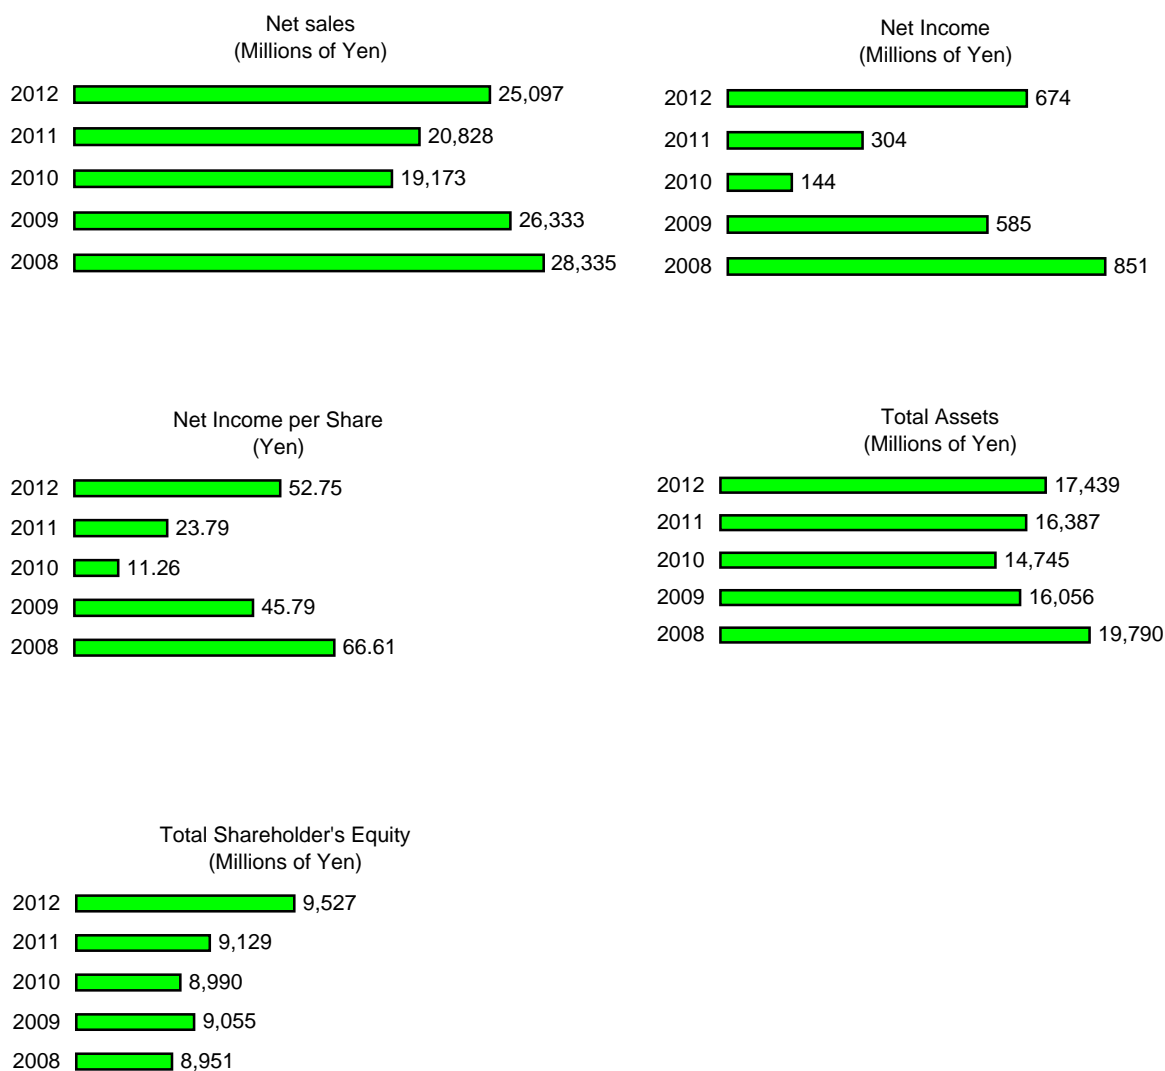 Net sales
(Millions of Yen)
2012 25,097
2011 20,828
2010 19,173
2009 26,333
2008 28,335
Net Income
(Millions of Yen)
2012 674
2011 304
2010 144
2009 585
2008 851
Net Income per Share
(Yen)
2012 52.75
2011 23.79
2010 11.26
2009 45.79
2008 66.61
Total Assets
(Millions of Yen)
2012 17,439
2011 16,387
2010 14,745
2009 16,056
2008 19,790
Total Shareholder's Equity
(Millions of Yen)
2012 9,527
2011 9,129
2010 8,990
2009 9,055
2008 8,951